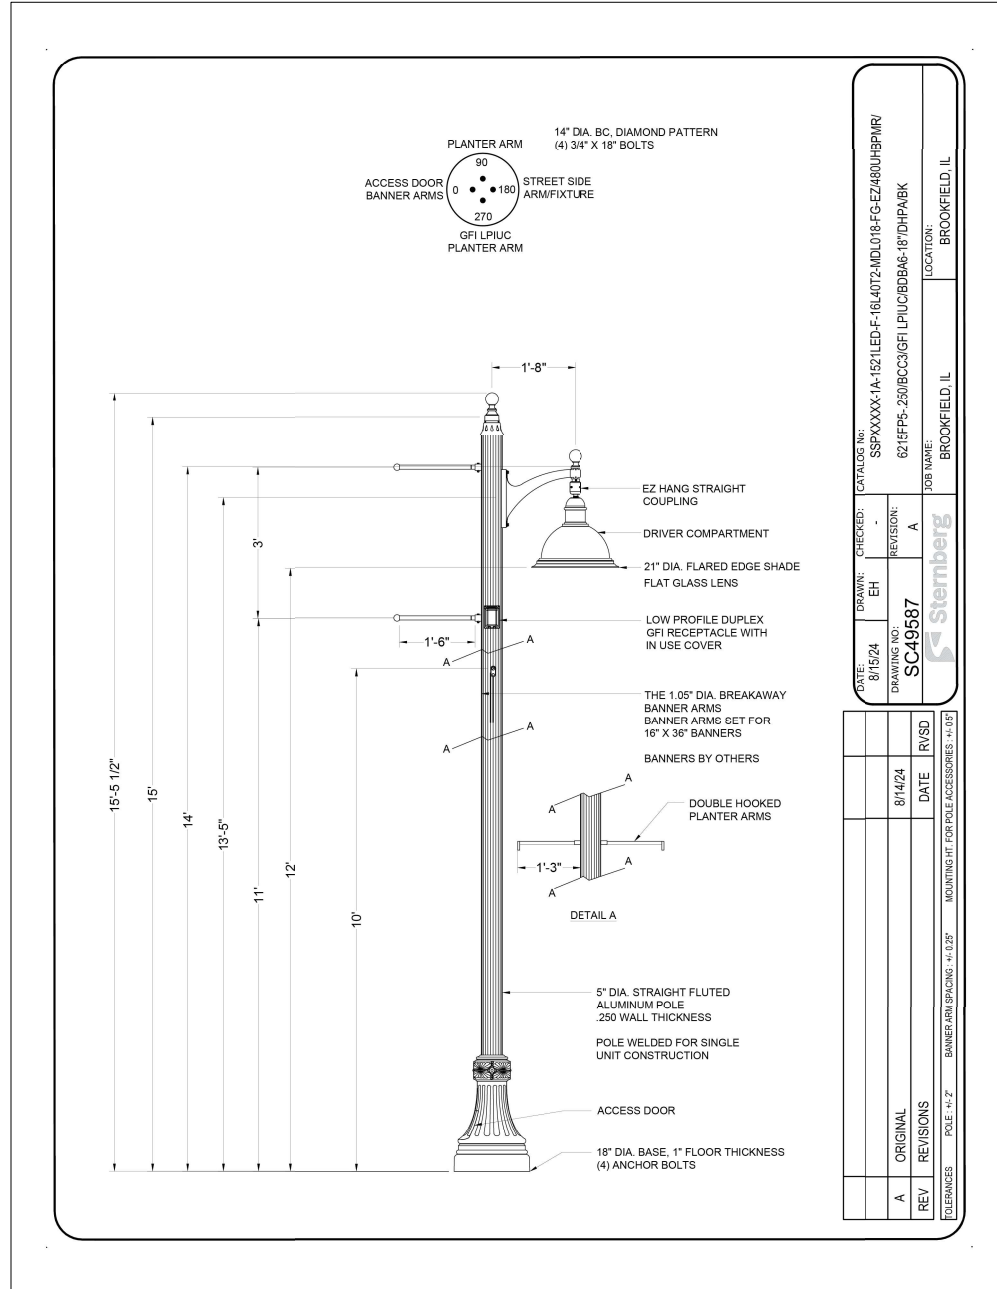 14" DIA. BC, DIAMOND PATTERN
(4) 3/4" X 18" BOLTS
PLANTER ARM
90
ACCESS DOOR
BANNER ARMS
0
180
STREET SIDE
ARM/FIXTURE
270
GFI LPIUC
PLANTER ARM
1'-8"
EZ HANG STRAIGHT
COUPLING
DRIVER COMPARTMENT
3'
21" DIA. FLARED EDGE SHADE
FLAT GLASS LENS
LOW PROFILE DUPLEX
GFI RECEPTACLE WITH
IN USE COVER
1'-6"
A
A
THE 1.05" DIA. BREAKAWAY
BANNER ARMS
BANNER ARMS SET FOR
16" X 36" BANNERS
BANNERS BY OTHERS
A
A
15'-5 1/2"
15'
14'
13'-5"
12'
11'
10'
A
A
DOUBLE HOOKED
PLANTER ARMS
1'-3"
A
A
DETAIL A
5" DIA. STRAIGHT FLUTED
ALUMINUM POLE
.250 WALL THICKNESS
POLE WELDED FOR SINGLE
UNIT CONSTRUCTION
ACCESS DOOR
18" DIA. BASE, 1" FLOOR THICKNESS
(4) ANCHOR BOLTS
DATE:
8/15/24
DRAWN:
EH
CHECKED:
-
CATALOG No:
SSPXXXXX-1A-1521LED-F-16L40T2-MDL018-FG-EZ/480UHBPMR/
6215FP5-.250/BCC3/GFI LPIUC/BDBA6-18"/DHPA/BK
DRAWING NO:
SC49587
REVISION:
A
Sternberg
JOB NAME:
BROOKFIELD, IL
LOCATION:
BROOKFIELD, IL
A
ORIGINAL
8/14/24
REV
REVISIONS
DATE
RVSD
TOLERANCES
POLE : +/- 2"
BANNER ARM SPACING : +/- 0.25"
MOUNTING HT. FOR POLE ACCESSORIES : +/- 0.5"